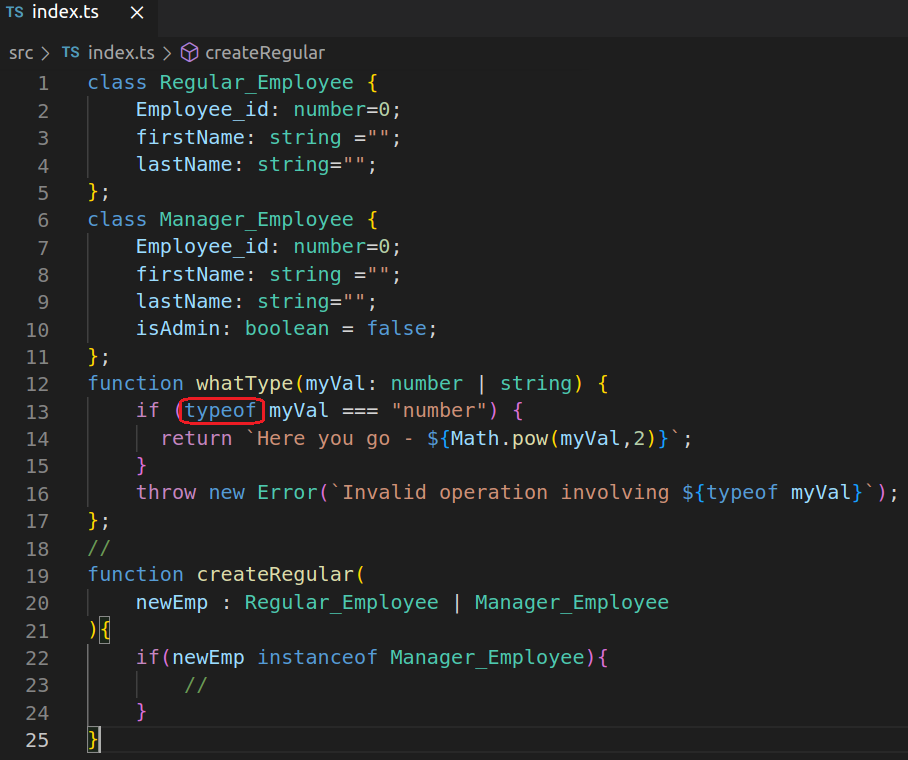 TS index.ts ×
src > TS index.ts > createRegular
1 class Regular_Employee {
2     Employee_id: number=0;
3     firstName: string ="";
4     lastName: string="";
5 };
6 class Manager_Employee {
7     Employee_id: number=0;
8     firstName: string ="";
9     lastName: string="";
10     isAdmin: boolean = false;
11 };
12 function whatType(myVal: number | string) {
13     if (typeof myVal === "number") {
14       return `Here you go - ${Math.pow(myVal,2)}`;
15     }
16     throw new Error(`Invalid operation involving ${typeof myVal}`);
17 };
18 //
19 function createRegular(
20     newEmp : Regular_Employee | Manager_Employee
21 ){
22     if(newEmp instanceof Manager_Employee){
23         //
24     }
25 }